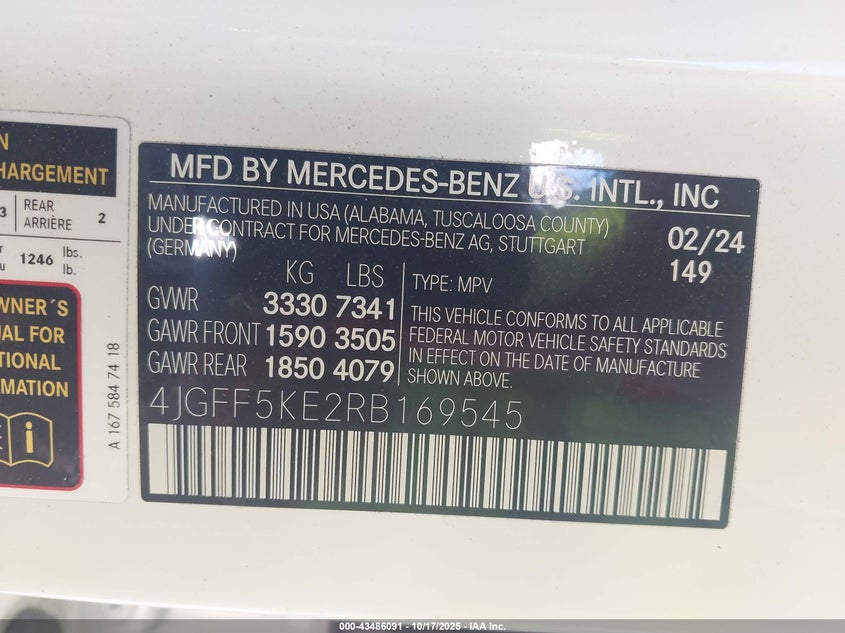 N
HARGEMENT
3 REAR ARRIÈRE 2
r 1246 lbs.
u lb.
WNER´S
UAL FOR
TIONAL
RMATION
A 167 584 74 18
MFD BY MERCEDES-BENZ U.S. INTL., INC
MANUFACTURED IN USA (ALABAMA, TUSCALOOSA COUNTY)
UNDER CONTRACT FOR MERCEDES-BENZ AG, STUTTGART
(GERMANY)
02/24
149
KG LBS
GVWR 3330 7341
GAWR FRONT 1590 3505
GAWR REAR 1850 4079
TYPE: MPV
THIS VEHICLE CONFORMS TO ALL APPLICABLE
FEDERAL MOTOR VEHICLE SAFETY STANDARDS
IN EFFECT ON THE DATE OF MANUFACTURE
SHOWN ABOVE.
4JGFF5KE2RB169545
000-43486091 - 10/17/2025 - IAA Inc.